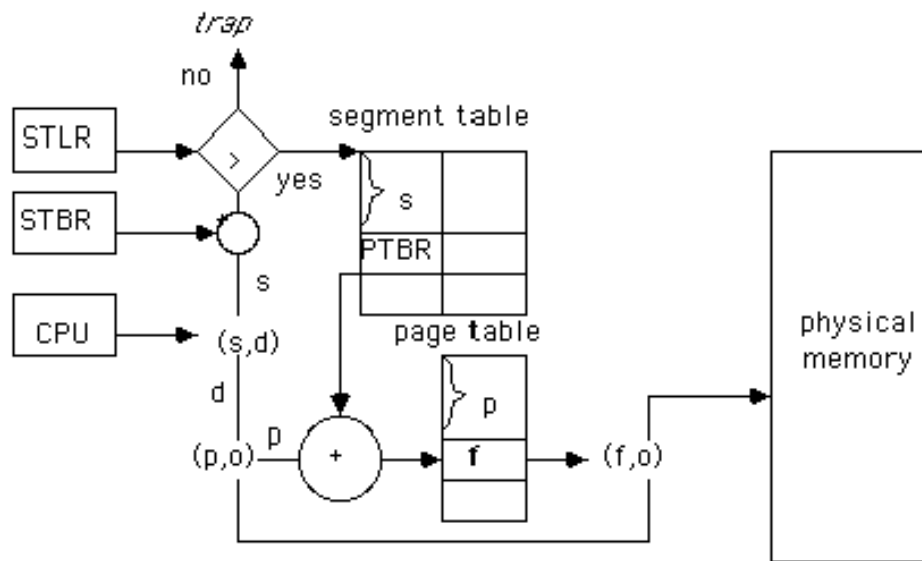 trap
no
segment table
STLR
>
yes
s
STBR
PTBR
s
CPU
(s,d)
page table
physical
memory
d
p
(p,o)
p
+
f
(f,o)